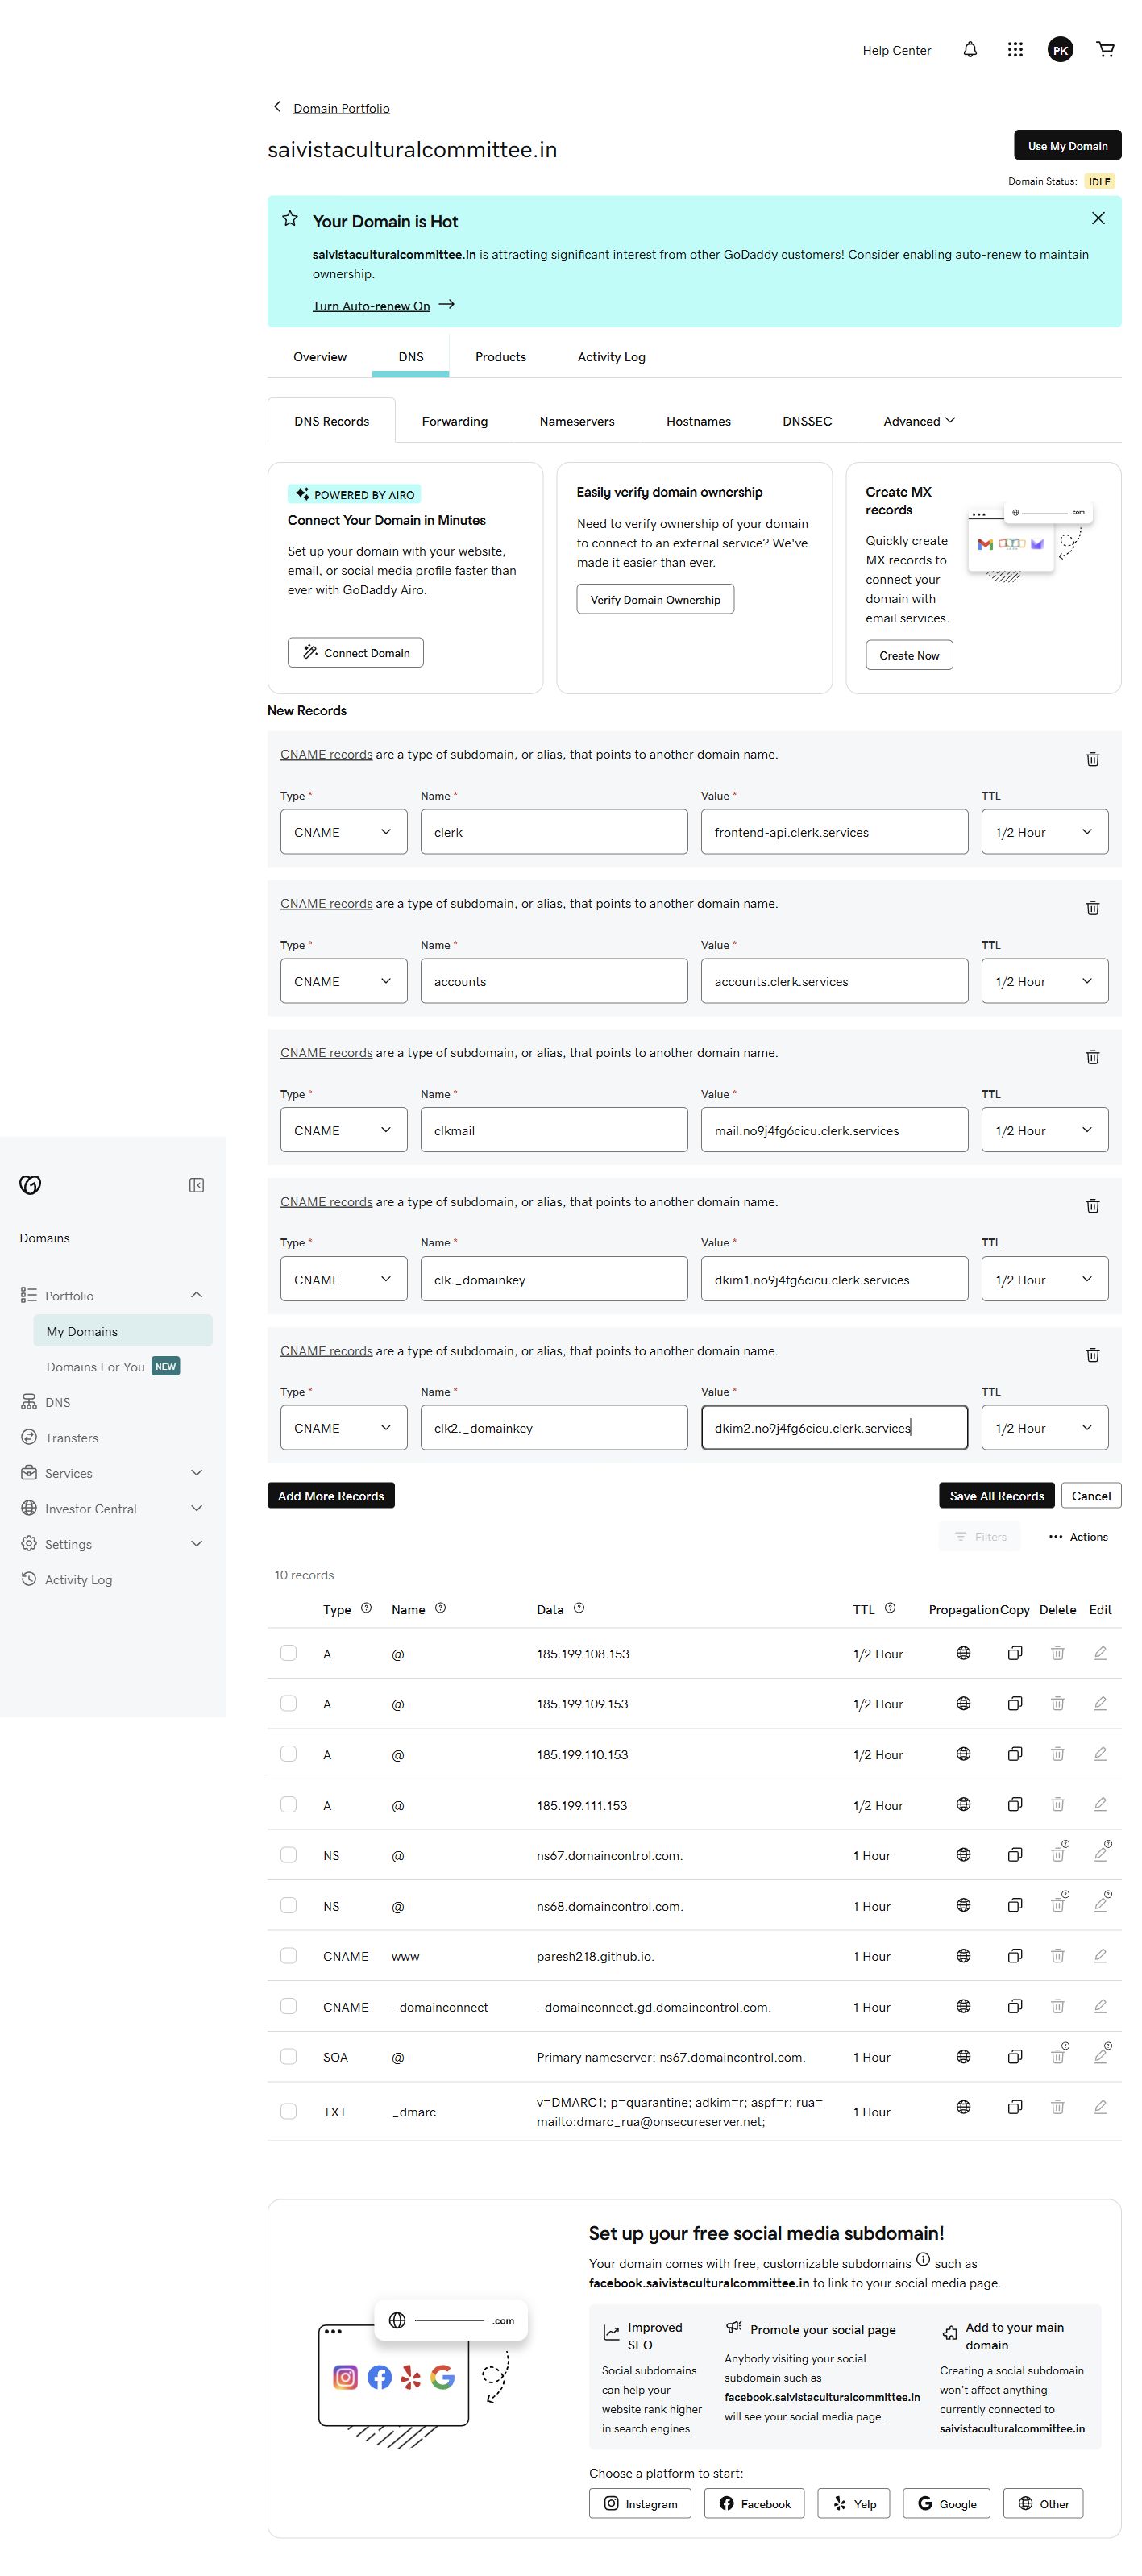 Help Center
PK
Domain Portfolio
saivistaculturalcommittee.in
Use My Domain
Domain Status: IDLE
Your Domain is Hot
saivistaculturalcommittee.in is attracting significant interest from other GoDaddy customers! Consider enabling auto-renew to maintain
ownership.
Turn Auto-renew On
Overview DNS Products Activity Log
DNS Records Forwarding Nameservers Hostnames DNSSEC Advanced
POWERED BY AIRO
Connect Your Domain in Minutes
Set up your domain with your website,
email, or social media profile faster than
ever with GoDaddy Airo.
Connect Domain
Easily verify domain ownership
Need to verify ownership of your domain
to connect to an external service? We've
made it easier than ever.
Verify Domain Ownership
Create MX
records
Quickly create
MX records to
connect your
domain with
email services.
Create Now
.com
New Records
CNAME records are a type of subdomain, or alias, that points to another domain name.
Type * Name * Value * TTL
CNAME clerk frontend-api.clerk.services 1/2 Hour
CNAME records are a type of subdomain, or alias, that points to another domain name.
Type * Name * Value * TTL
CNAME accounts accounts.clerk.services 1/2 Hour
CNAME records are a type of subdomain, or alias, that points to another domain name.
Type * Name * Value * TTL
CNAME clkmail mail.no9j4fg6cicu.clerk.services 1/2 Hour
CNAME records are a type of subdomain, or alias, that points to another domain name.
Type * Name * Value * TTL
CNAME clk._domainkey dkim1.no9j4fg6cicu.clerk.services 1/2 Hour
CNAME records are a type of subdomain, or alias, that points to another domain name.
Type * Name * Value * TTL
CNAME clk2._domainkey dkim2.no9j4fg6cicu.clerk.services 1/2 Hour
Add More Records Save All Records Cancel
Filters Actions
Domains
Portfolio
My Domains
Domains For You NEW
DNS
Transfers
Services
Investor Central
Settings
Activity Log
10 records
Type Name Data TTL Propagation Copy Delete Edit
A @ 185.199.108.153 1/2 Hour
A @ 185.199.109.153 1/2 Hour
A @ 185.199.110.153 1/2 Hour
A @ 185.199.111.153 1/2 Hour
NS @ ns67.domaincontrol.com. 1 Hour
NS @ ns68.domaincontrol.com. 1 Hour
CNAME www paresh218.github.io. 1 Hour
CNAME _domainconnect _domainconnect.gd.domaincontrol.com. 1 Hour
SOA @ Primary nameserver: ns67.domaincontrol.com. 1 Hour
TXT _dmarc v=DMARC1; p=quarantine; adkim=r; aspf=r; rua= 1 Hour
mailto:dmarc_rua@onsecureserver.net;
.com
Set up your free social media subdomain!
Your domain comes with free, customizable subdomains such as
facebook.saivistaculturalcommittee.in to link to your social media page.
Improved
SEO
Social subdomains
can help your
website rank higher
in search engines.
Promote your social page
Anybody visiting your social
subdomain such as
facebook.saivistaculturalcommittee.in
will see your social media page.
Add to your main
domain
Creating a social subdomain
won't affect anything
currently connected to
saivistaculturalcommittee.in.
Choose a platform to start:
Instagram Facebook Yelp Google Other